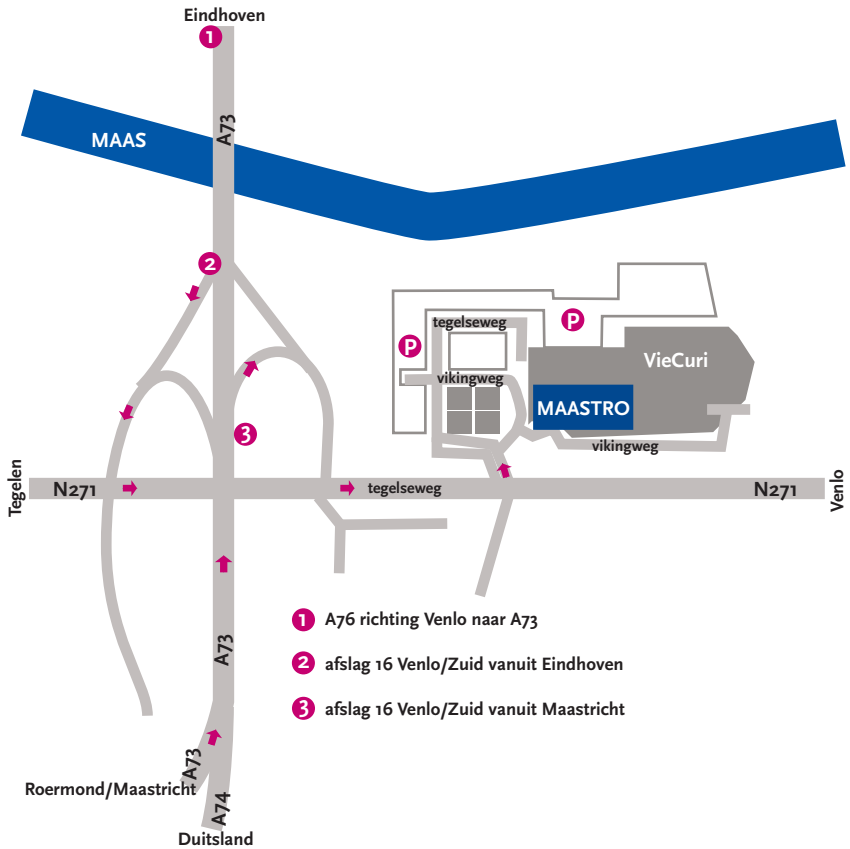 Eindhoven
1
A73
MAAS
2
P
tegelseweg
P
VieCuri
vikingweg
MAASTRO
3
vikingweg
Tegelen
N271
tegelseweg
N271
Venlo
1 A76 richting Venlo naar A73
A73
2 afslag 16 Venlo/Zuid vanuit Eindhoven
3 afslag 16 Venlo/Zuid vanuit Maastricht
A73
Roermond/Maastricht
A74
Duitsland